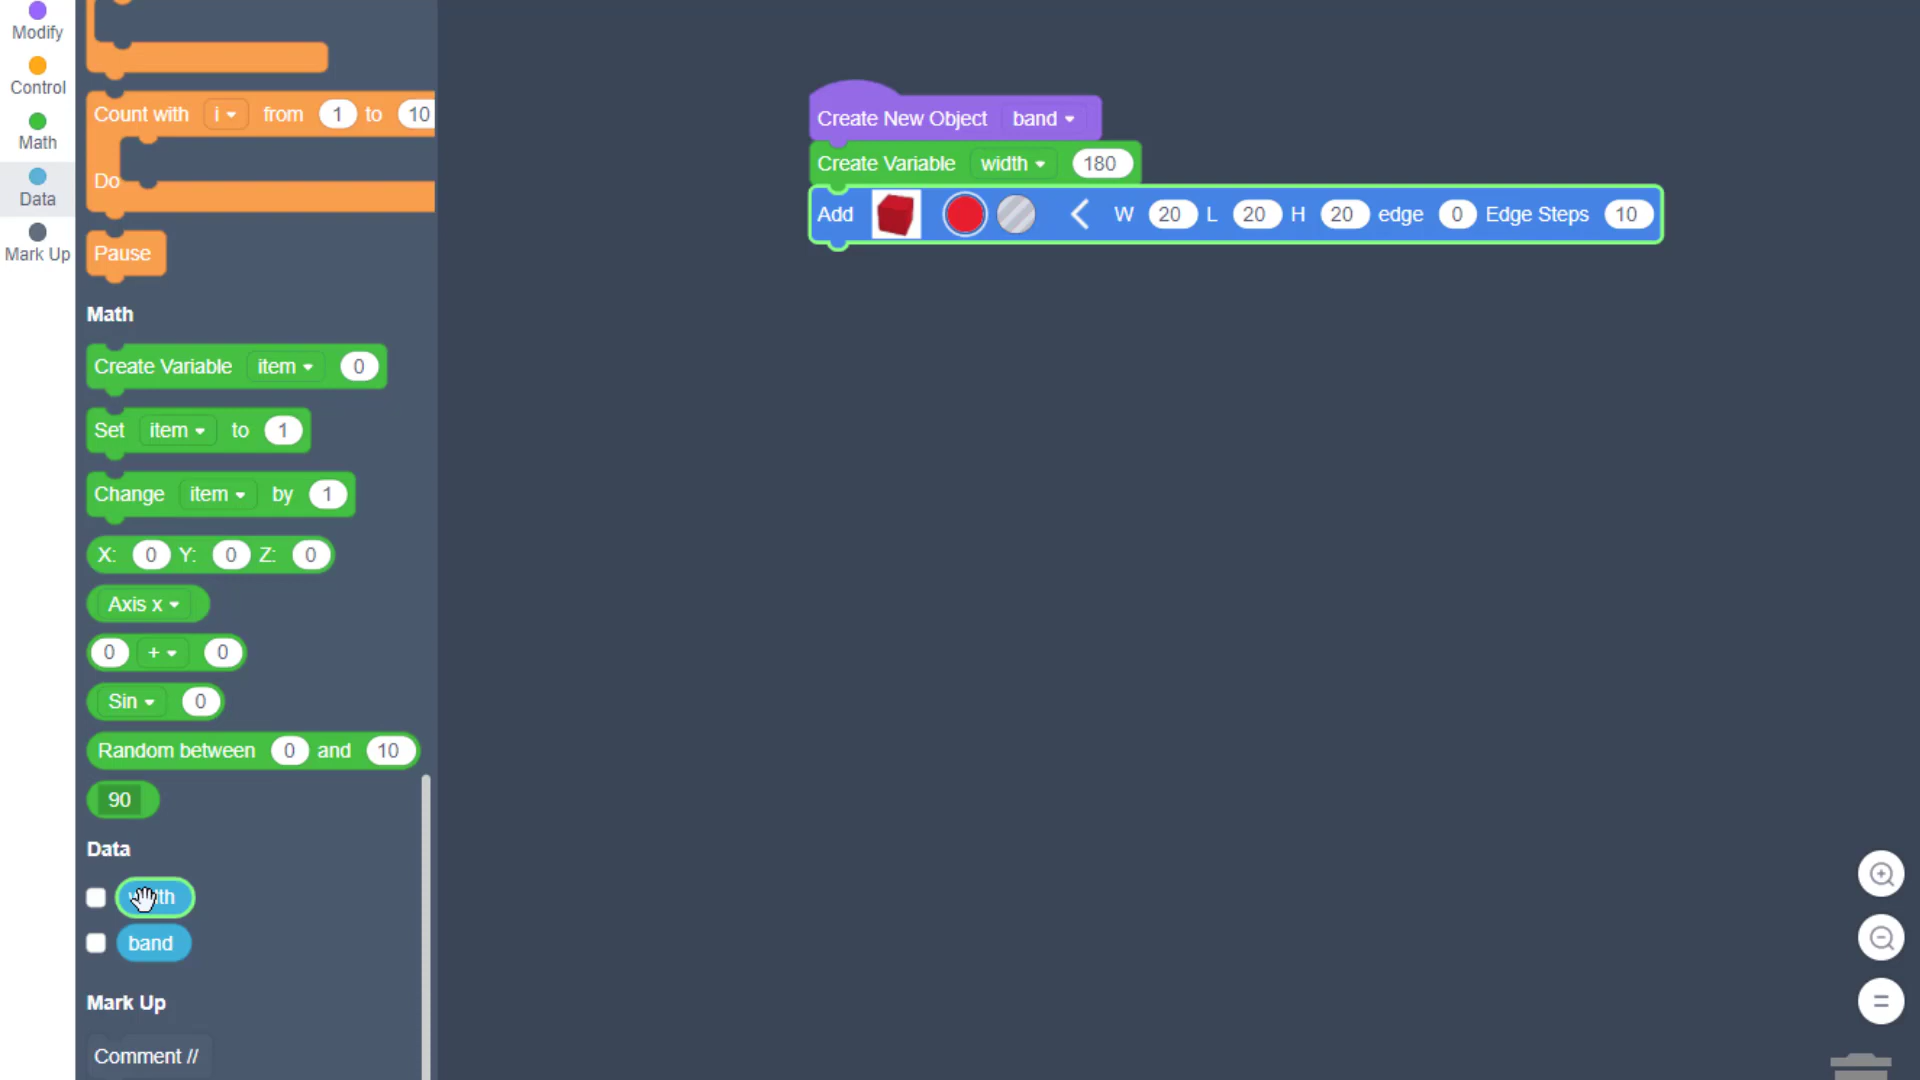 Modify
Control
Math
Data
Mark Up
Count with i from 1 to 10
Do
Pause
Math
Create Variable item 0
Set item to 1
Change item by 1
X: 0 Y: 0 Z: 0
Axis x
0 + 0
Sin 0
Random between 0 and 10
90
Data
band
Mark Up
Comment //
Create New Object band
Create Variable width 180
Add W 20 L 20 H 20 edge 0 Edge Steps 10